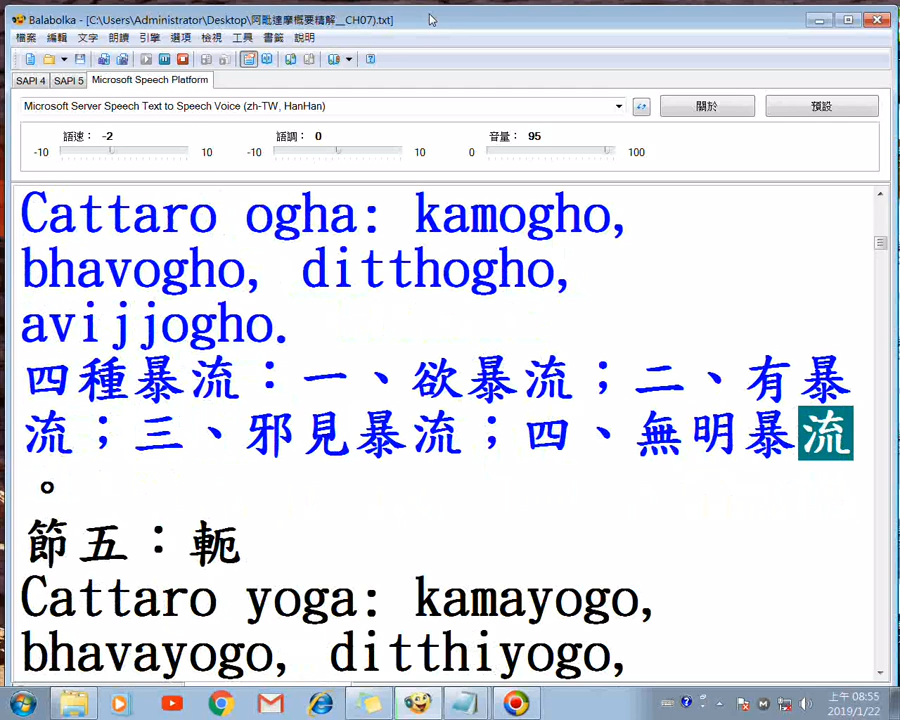 Balabolka - [C:\Users\Administrator\Desktop\阿毗達摩概要精解__CH07).txt]
檔案 編輯 文字 朗讀 引擎 選項 檢視 工具 書籤 說明
SAPI 4 SAPI 5 Microsoft Speech Platform
Microsoft Server Speech Text to Speech Voice (zh-TW, HanHan) 關於 預設
語速： -2 語調： 0 音量： 95
-10 10 -10 10 0 100
Cattaro ogha: kamogho,
bhavogho, ditthogho,
avijjogho.
四種暴流：一、欲暴流；二、有暴
流；三、邪見暴流；四、無明暴流
。
節五：軛
Cattaro yoga: kamayogo,
bhavayogo, ditthiyogo,
上午 08:55
2019/1/22